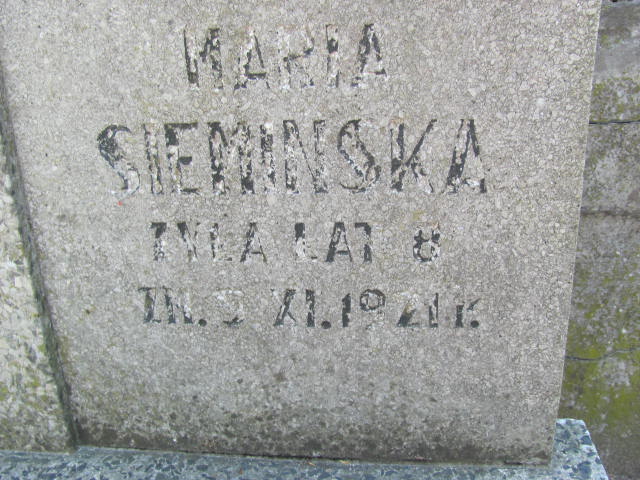 MARIA
SIEMIŃSKA
ŻYŁA LAT 8
ZM. 5 XI. 1921 R.